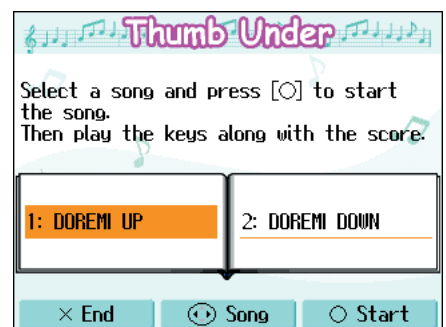 Thumb Under
Select a song and press [○] to start
the song.
Then play the keys along with the score.
1: DOREMI UP
2: DOREMI DOWN
× End
Song
○ Start